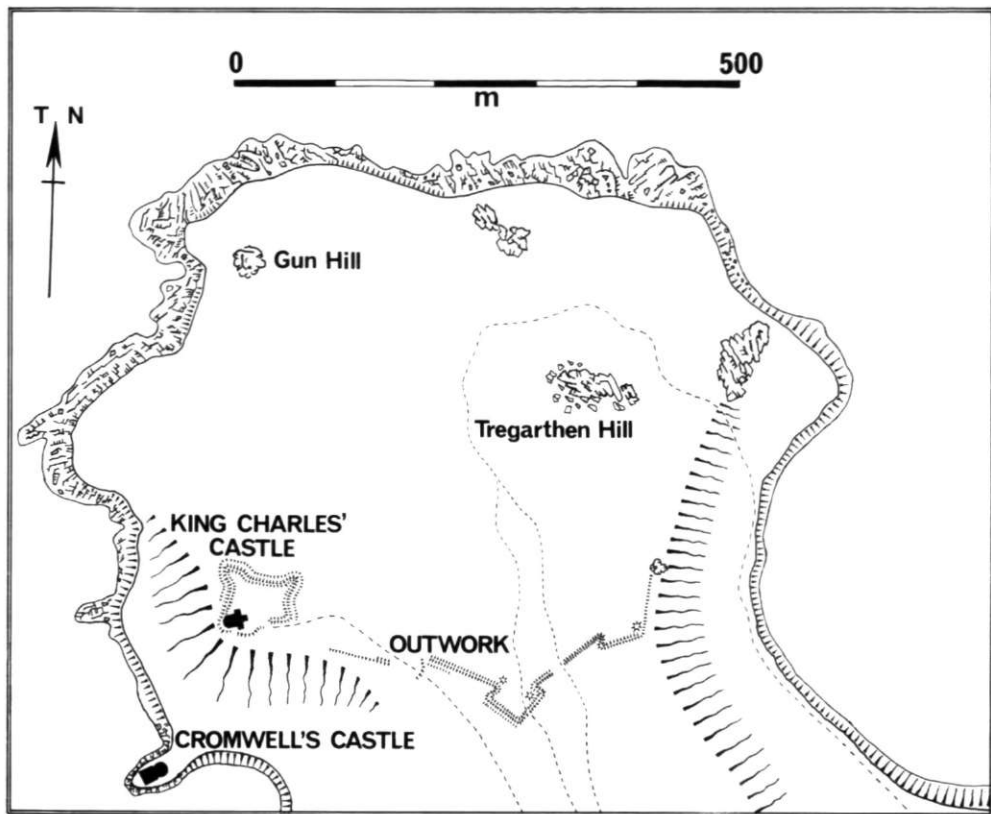 0 500
m
T N
Gun Hill
Tregarthen Hill
KING CHARLES'
CASTLE
OUTWORK
CROMWELL'S CASTLE